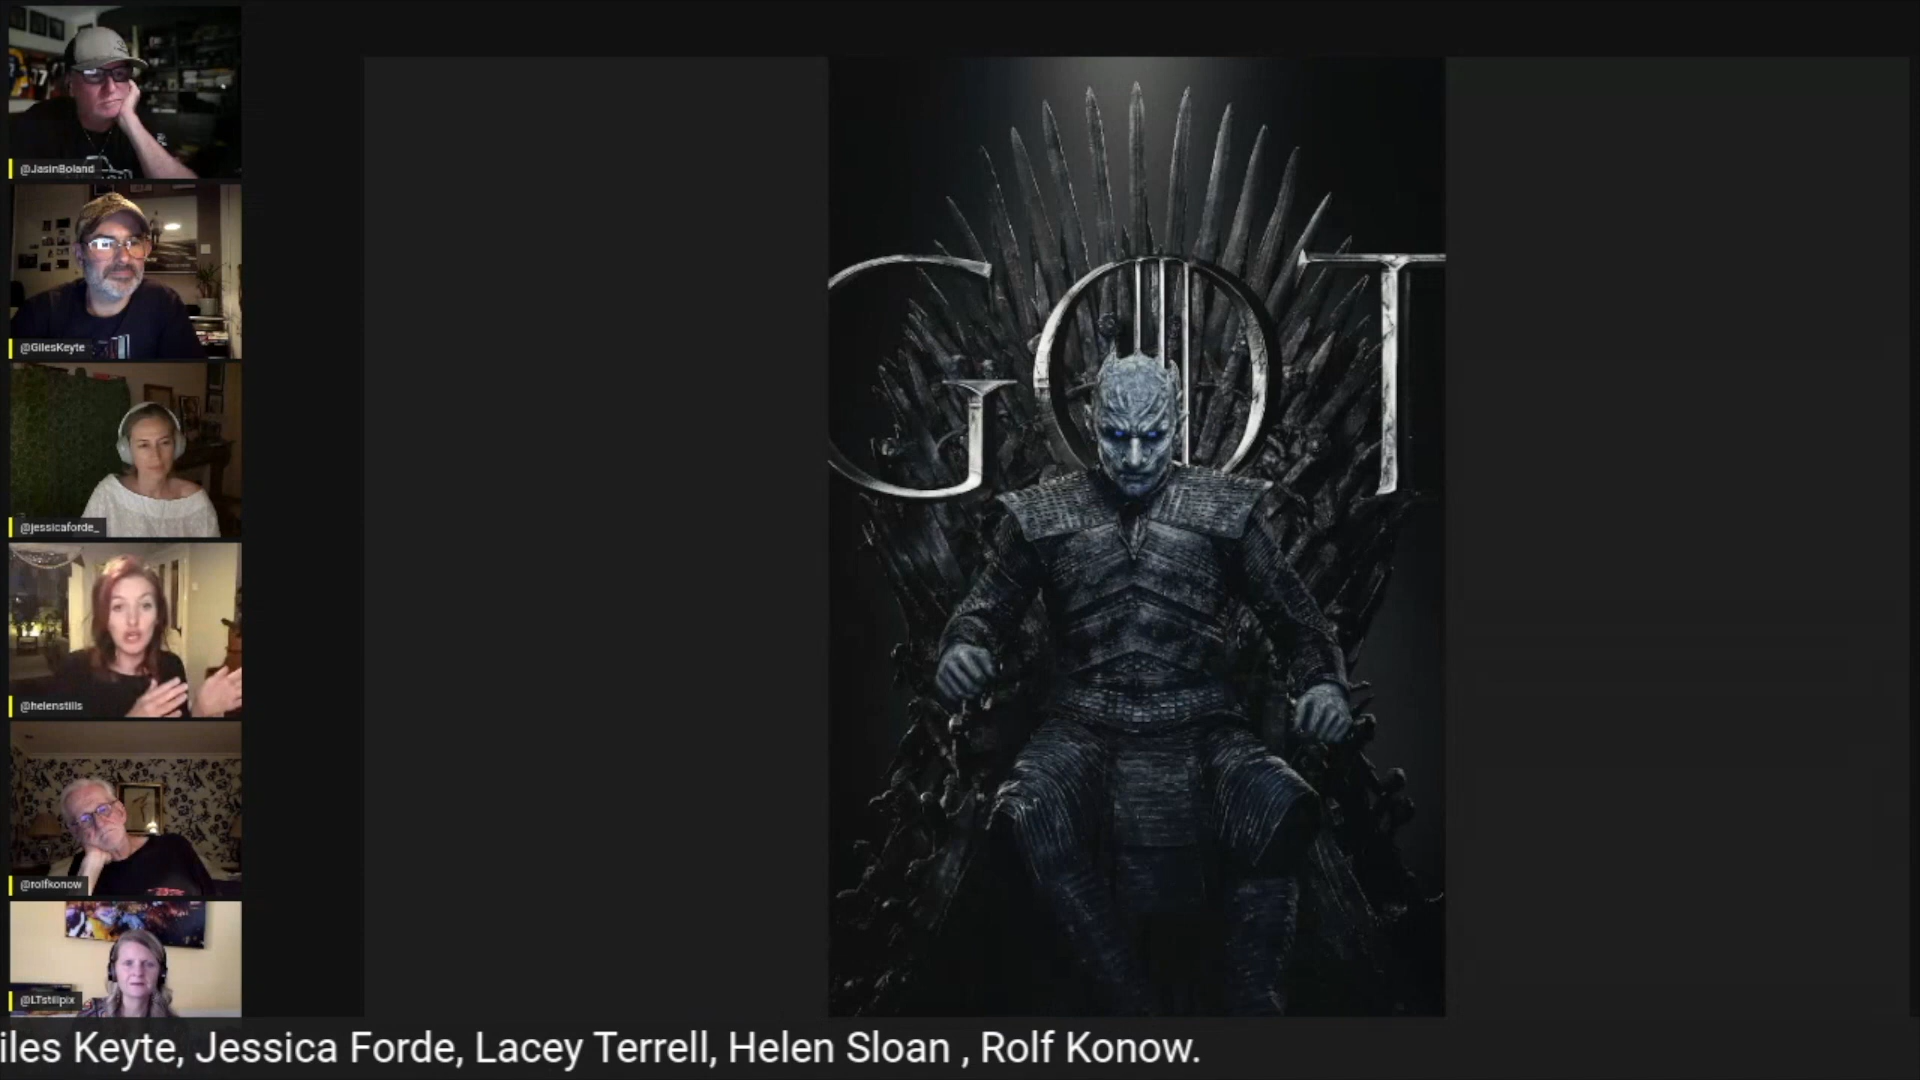 @JasinBoland
@GilesKeyte
@jessicaforde_
@helenstills
@rolfkonow
@LTstillpix
GOT
iles Keyte, Jessica Forde, Lacey Terrell, Helen Sloan , Rolf Konow.